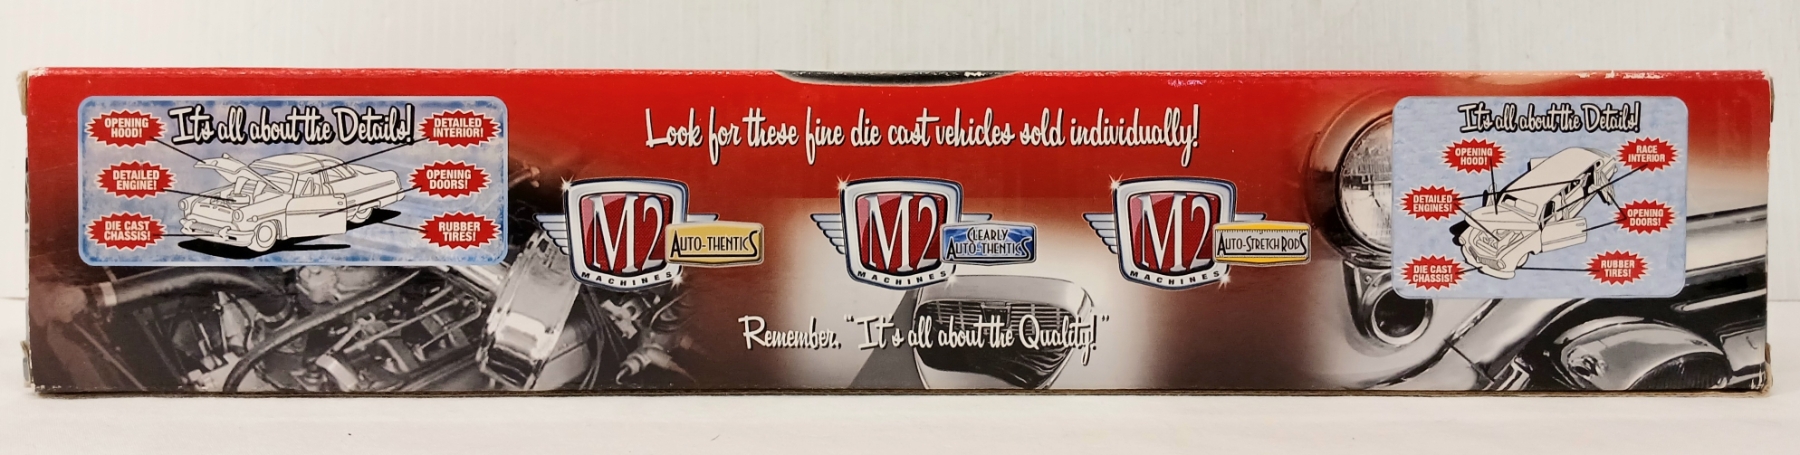 It's all about the Details!
OPENING
HOOD!
DETAILED
INTERIOR!
DETAILED
ENGINE!
OPENING
DOORS!
DIE CAST
CHASSIS!
RUBBER
TIRES!
Look for these fine die cast vehicles sold individually!
M2
MACHINES
AUTO-THENTICS
M2
MACHINES
CLEARLY
AUTO-THENTICS
M2
MACHINES
AUTO-STRETCH RODS
Remember. "It's all about the Quality!"
It's all about the Details!
OPENING
HOOD!
RACE
INTERIOR
DETAILED
ENGINES!
OPENING
DOORS!
DIE CAST
CHASSIS!
RUBBER
TIRES!